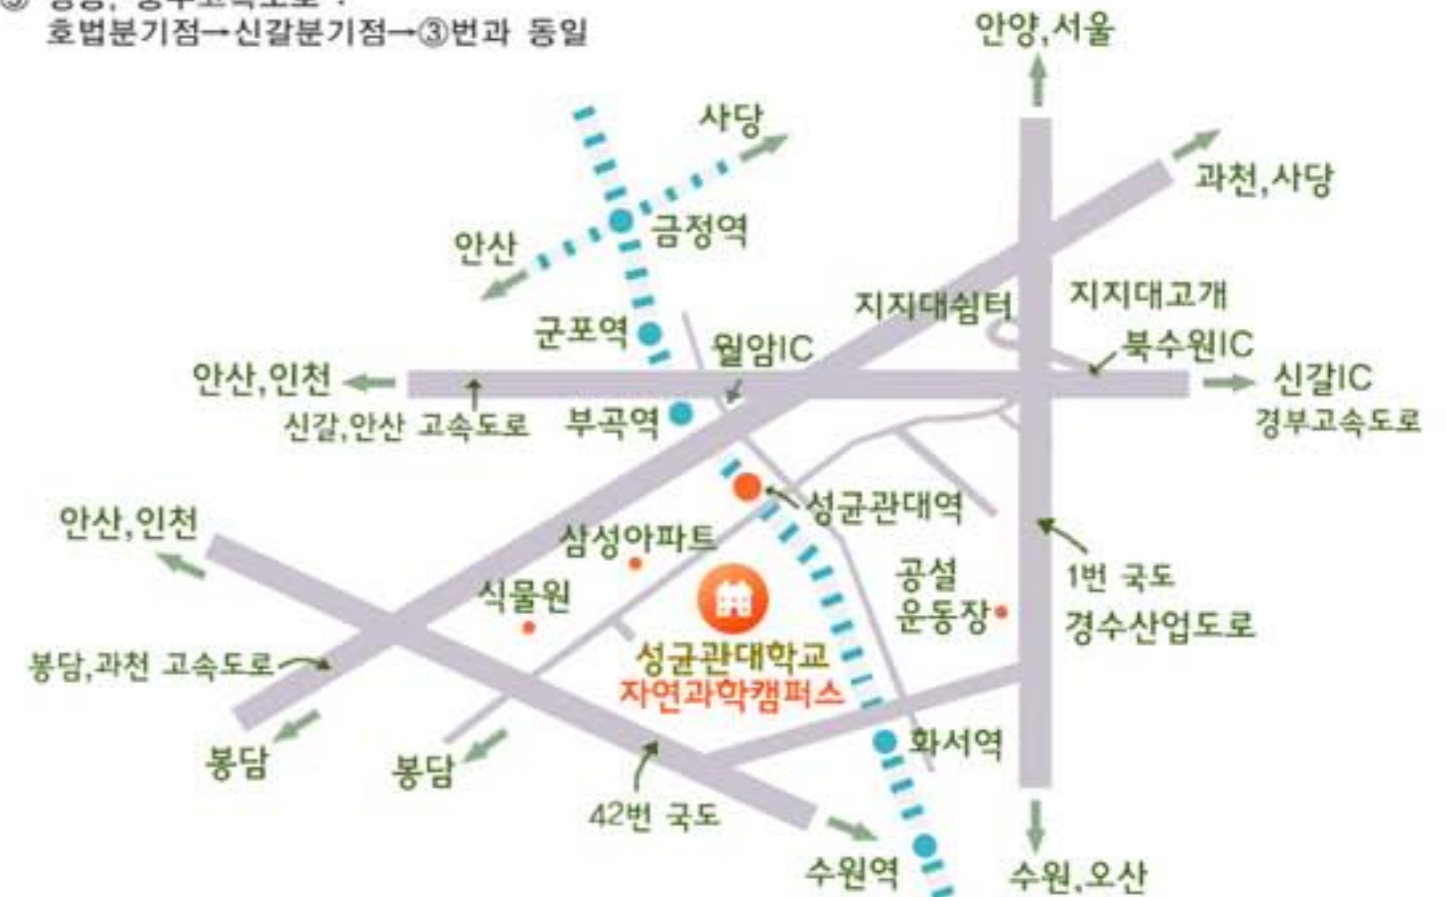 호법분기점→신갈분기점→③번과 동일
안양,서울
사당
과천,사당
금정역
안산
지지대쉼터
지지대고개
군포역
월암IC
북수원IC
안산,인천
신갈IC
신갈,안산 고속도로
부곡역
경부고속도로
성균관대역
안산,인천
삼성아파트
식물원
공설
운동장
1번 국도
경수산업도로
성균관대학교
자연과학캠퍼스
봉담,과천 고속도로
화서역
봉담
봉담
42번 국도
수원역
수원,오산